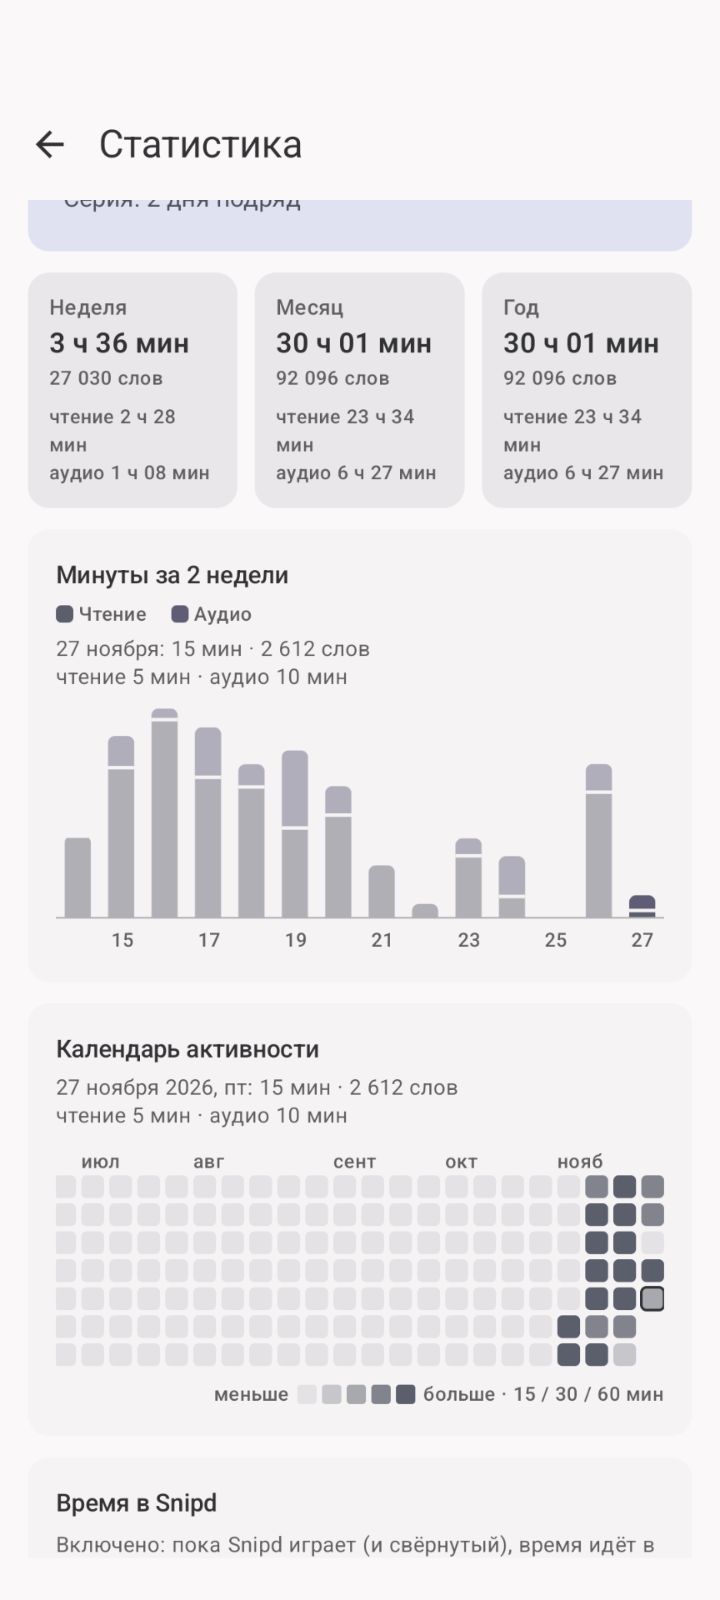 Статистика
Серия: 2 дня подряд
Неделя
3 ч 36 мин
27 030 слов
чтение 2 ч 28
мин
аудио 1 ч 08 мин
Месяц
30 ч 01 мин
92 096 слов
чтение 23 ч 34
мин
аудио 6 ч 27 мин
Год
30 ч 01 мин
92 096 слов
чтение 23 ч 34
мин
аудио 6 ч 27 мин
Минуты за 2 недели
Чтение Аудио
27 ноября: 15 мин · 2 612 слов
чтение 5 мин · аудио 10 мин
15 17 19 21 23 25 27
Календарь активности
27 ноября 2026, пт: 15 мин · 2 612 слов
чтение 5 мин · аудио 10 мин
июл авг сент окт нояб
меньше больше · 15 / 30 / 60 мин
Время в Snipd
Включено: пока Snipd играет (и свёрнутый), время идёт в